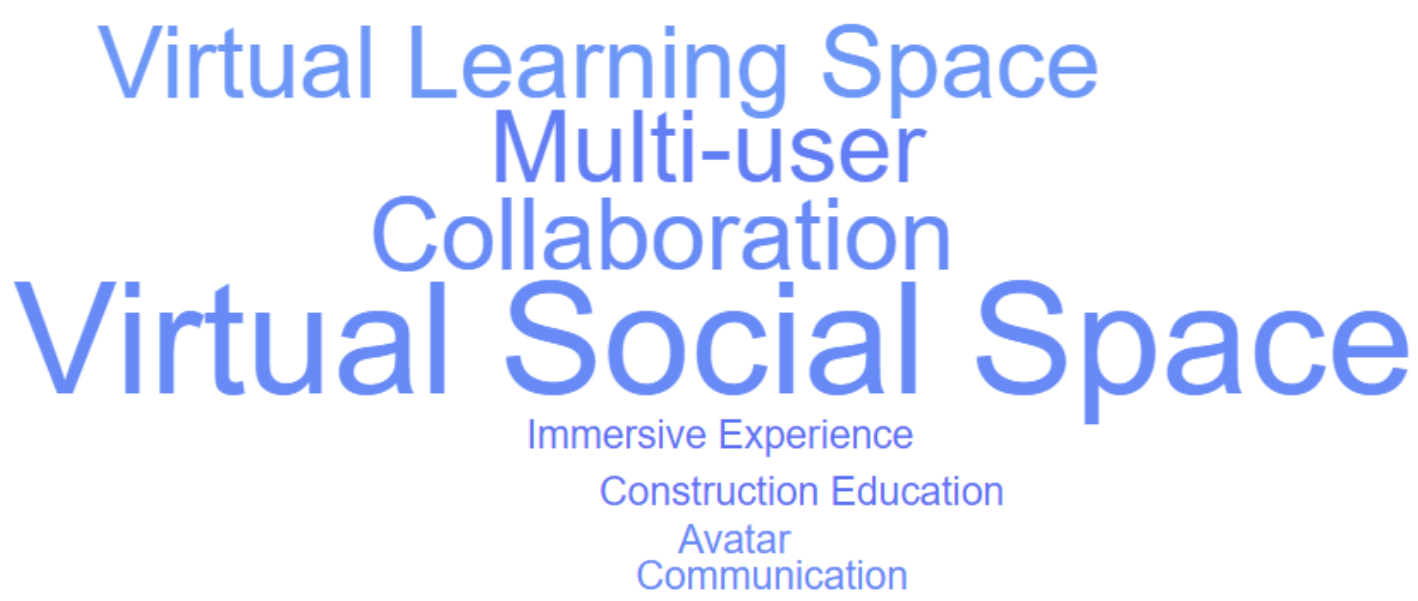 Virtual Learning Space
Multi-user
Collaboration
Virtual Social Space
Immersive Experience
Construction Education
Avatar
Communication